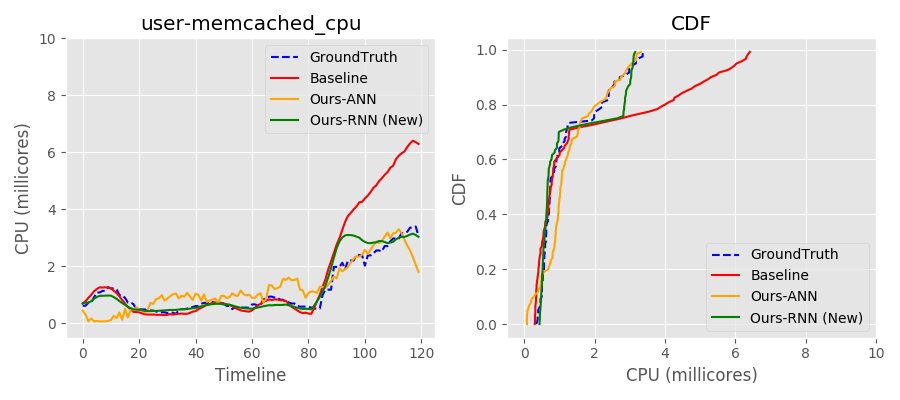 user-memcached_cpu
CPU (millicores)
10
8
6
4
2
0
GroundTruth
Baseline
Ours-ANN
Ours-RNN (New)
0 20 40 60 80 100 120
Timeline
CDF
CDF
1.0
0.8
0.6
0.4
0.2
0.0
GroundTruth
Baseline
Ours-ANN
Ours-RNN (New)
0 2 4 6 8 10
CPU (millicores)